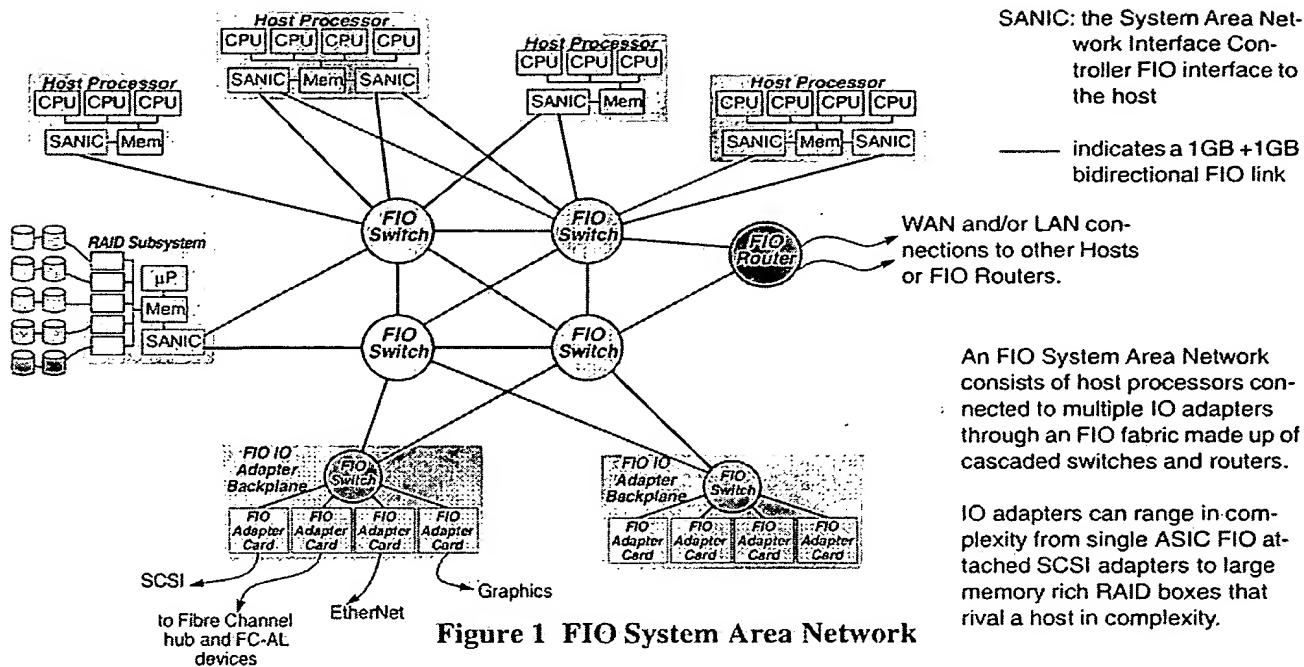 Host Processor
CPU CPU CPU CPU
SANIC Mem SANIC
Host Processor
CPU CPU CPU
SANIC Mem
Host Processor
CPU CPU CPU
SANIC Mem
Host Processor
CPU CPU CPU CPU
SANIC Mem SANIC
SANIC: the System Area Net-
work Interface Con-
troller FIO interface to
the host
indicates a 1GB +1GB
bidirectional FIO link
FIO
Switch
FIO
Switch
FIO
Router
WAN and/or LAN con-
nections to other Hosts
or FIO Routers.
RAID Subsystem
µP
Mem
SANIC
FIO
Switch
FIO
Switch
An FIO System Area Network
consists of host processors con-
nected to multiple IO adapters
through an FIO fabric made up of
cascaded switches and routers.
IO adapters can range in com-
plexity from single ASIC FIO at-
tached SCSI adapters to large
memory rich RAID boxes that
rival a host in complexity.
FIO IO
Adapter
Backplane
FIO
Switch
FIO
Adapter
Card
FIO
Adapter
Card
FIO
Adapter
Card
FIO
Adapter
Card
FIO IO
Adapter
Backplane
FIO
Switch
FIO
Adapter
Card
FIO
Adapter
Card
FIO
Adapter
Card
FIO
Adapter
Card
SCSI
to Fibre Channel
hub and FC-AL
devices
EtherNet
Graphics
Figure 1 FIO System Area Network